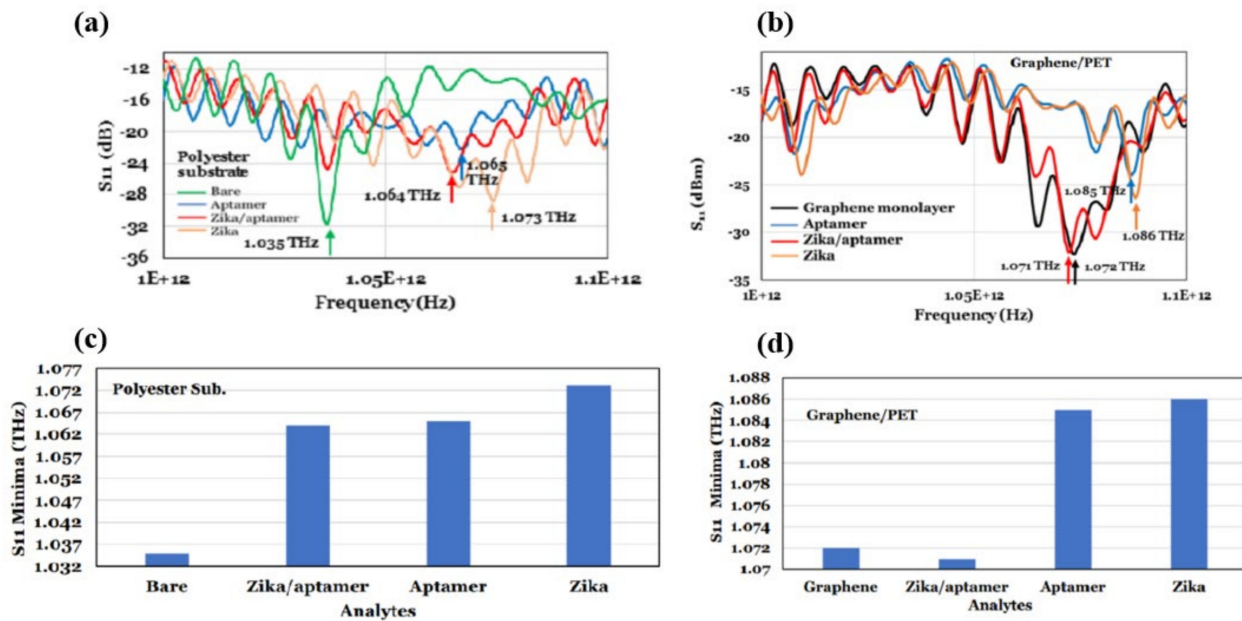 (a)
-12
-16
-20
-24
-28
-32
-36
S11 (dB)
Polyester
substrate
Bare
Aptamer
Zika/aptamer
Zika
1.035 THz
1.064 THz
1.065
THz
1.073 THz
1E+12
1.05E+12
1.1E+12
Frequency (Hz)
(b)
Graphene/PET
-15
-20
-25
-30
-35
S₁₁ (dBm)
Graphene monolayer
Aptamer
Zika/aptamer
Zika
1.085 THz
1.086 THz
1.071 THz
1.072 THz
1E+12
1.05E+12
1.1E+12
Frequency (Hz)
(c)
Polyester Sub.
1.077
1.072
1.067
1.062
1.057
1.052
1.047
1.042
1.037
1.032
S11 Minima (THz)
Bare
Zika/aptamer
Aptamer
Zika
Analytes
(d)
Graphene/PET
1.088
1.086
1.084
1.082
1.08
1.078
1.076
1.074
1.072
1.07
S11 Minima (THz)
Graphene
Zika/aptamer
Aptamer
Zika
Analytes